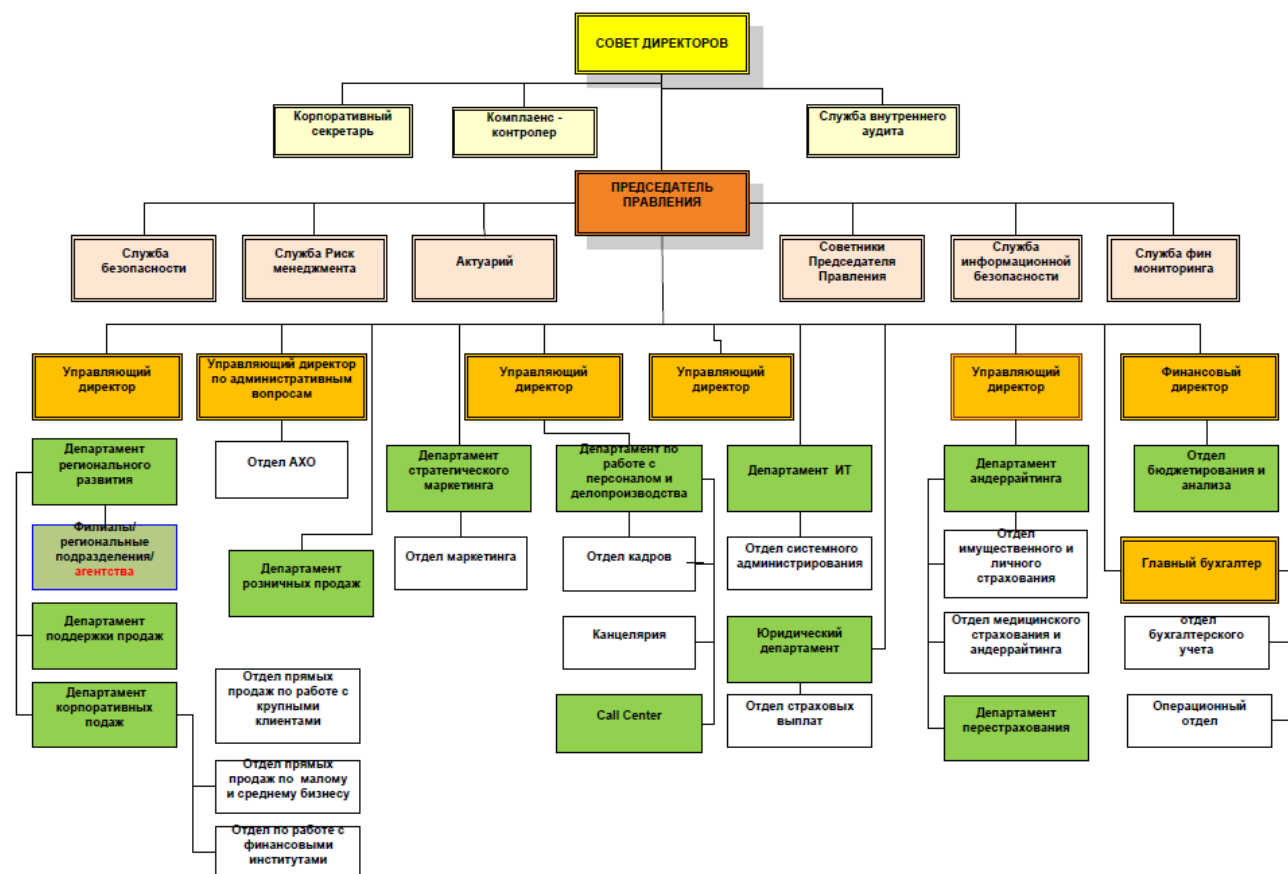 СОВЕТ ДИРЕКТОРОВ
Корпоративный
секретарь
Комплаенс -
контролер
Служба внутреннего
аудита
ПРЕДСЕДАТЕЛЬ
ПРАВЛЕНИЯ
Служба
безопасности
Служба Риск
менеджмента
Актуарий
Советники
Председателя
Правления
Служба
информационной
безопасности
Служба фин
мониторинга
Управляющий
директор
Управляющий директор
по административным
вопросам
Управляющий
директор
Управляющий
директор
Управляющий
директор
Финансовый
директор
Департамент
регионального
развития
Отдел АХО
Департамент
стратегического
маркетинга
Департамент по
работе с
персоналом и
делопроизводства
Департамент ИТ
Департамент
андеррайтинга
Отдел
бюджетирования и
анализа
Филиалы/
региональные
подразделения/
агентства
Департамент
розничных продаж
Отдел маркетинга
Отдел кадров
Отдел системного
администрирования
Отдел
имущественного и
личного
страхования
Главный бухгалтер
Департамент
поддержки продаж
Канцелярия
Юридический
департамент
Отдел медицинского
страхования и
андеррайтинга
отдел
бухгалтерского
учета
Департамент
корпоративных
подаж
Отдел прямых
продаж по работе с
крупными
клиентами
Call Center
Отдел страховых
выплат
Департамент
перестрахования
Операционный
отдел
Отдел прямых
продаж по малому
и среднему бизнесу
Отдел по работе с
финансовыми
институтами